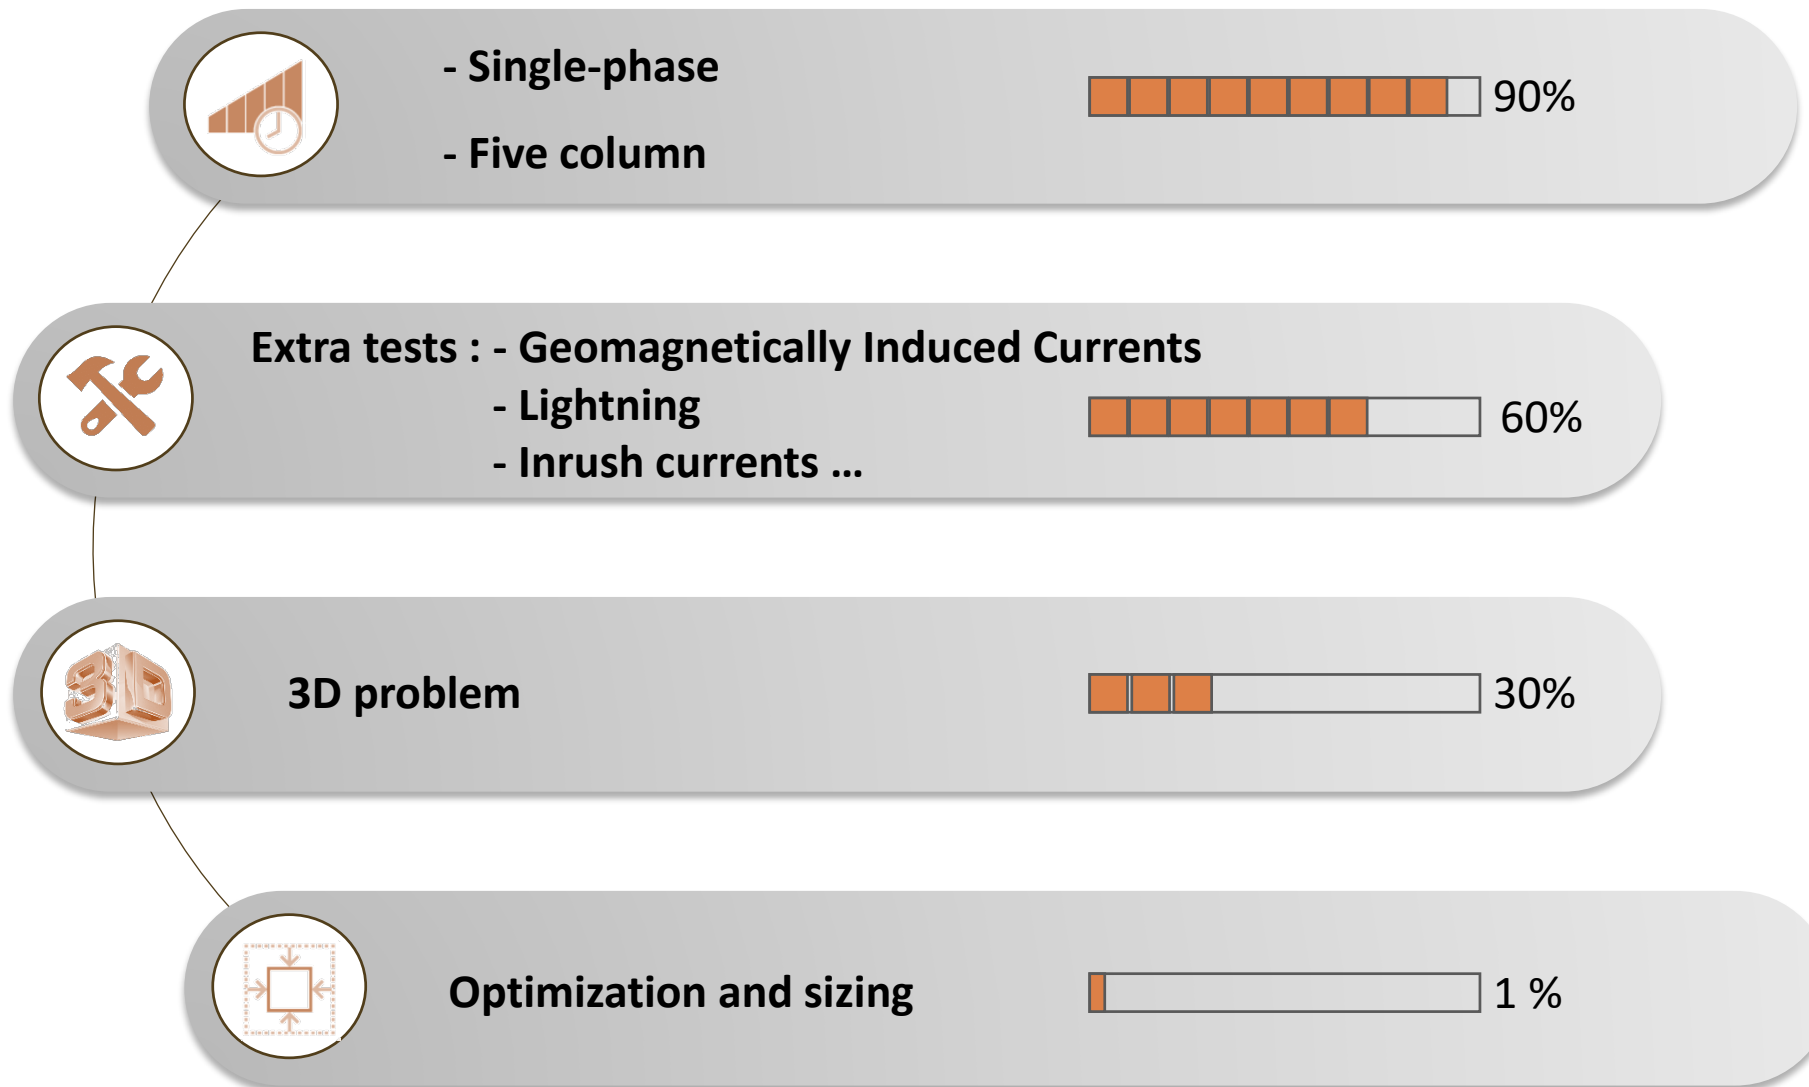 - Single-phase
90%
- Five column
Extra tests : - Geomagnetically Induced Currents
- Lightning
60%
- Inrush currents ...
3D
3D problem
30%
Optimization and sizing
1 %